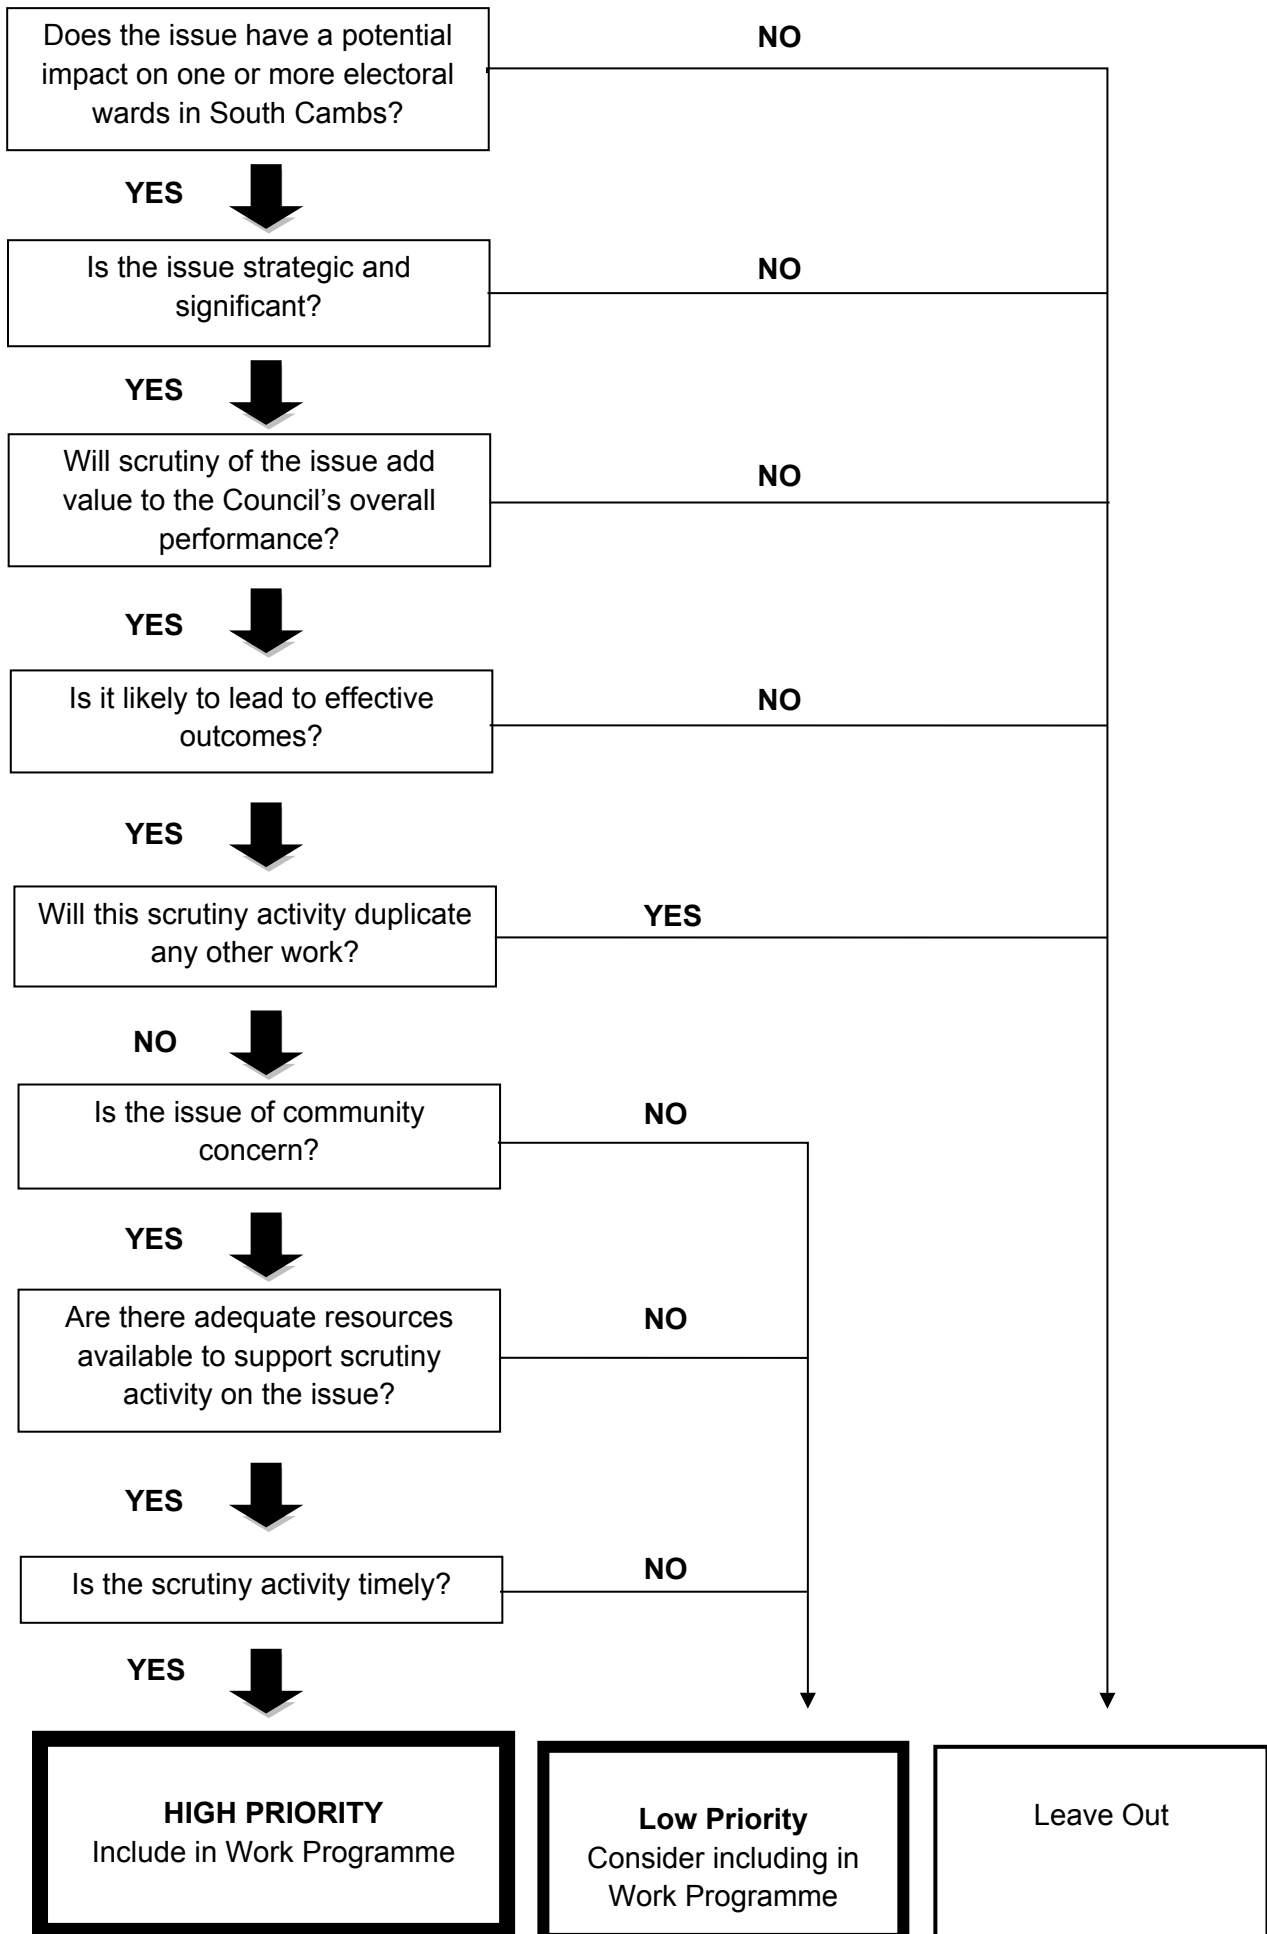 Does the issue have a potential
impact on one or more electoral
wards in South Cambs?
NO
YES
Is the issue strategic and
significant?
NO
YES
Will scrutiny of the issue add
value to the Council’s overall
performance?
NO
YES
Is it likely to lead to effective
outcomes?
NO
YES
Will this scrutiny activity duplicate
any other work?
YES
NO
Is the issue of community
concern?
NO
YES
Are there adequate resources
available to support scrutiny
activity on the issue?
NO
YES
Is the scrutiny activity timely?
NO
YES
HIGH PRIORITY
Include in Work Programme
Low Priority
Consider including in
Work Programme
Leave Out